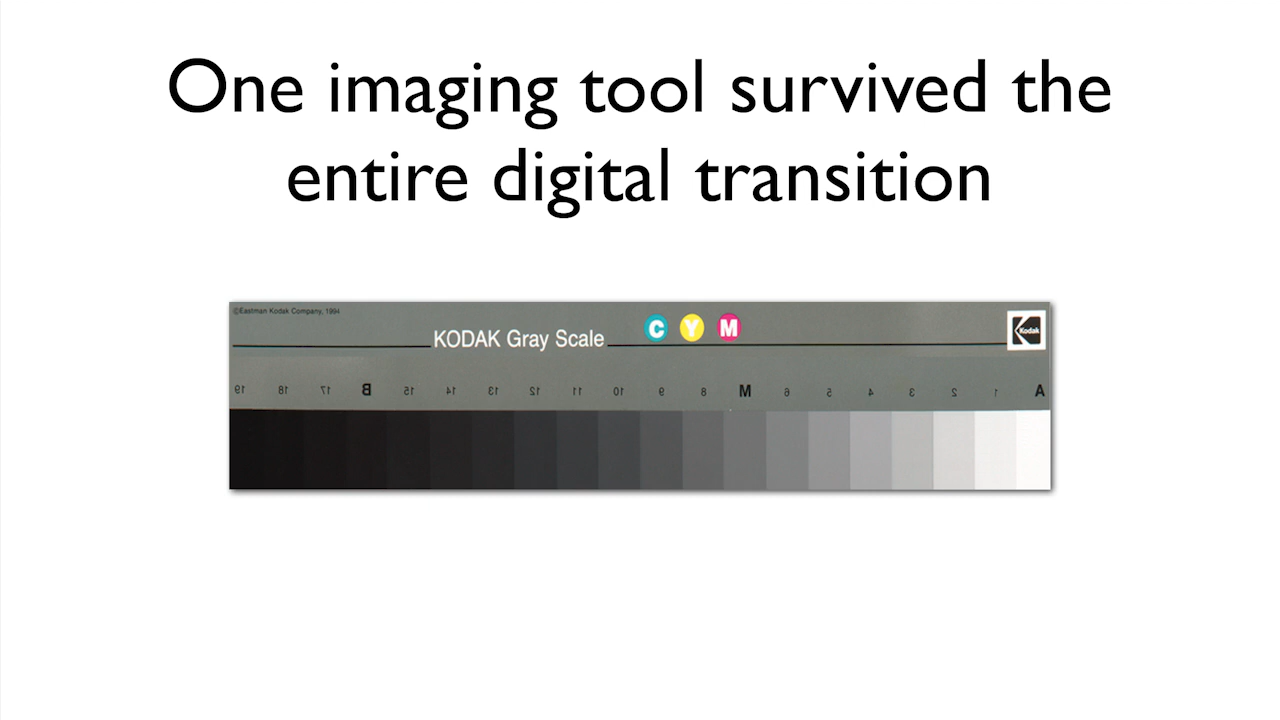 One imaging tool survived the
entire digital transition
©Eastman Kodak Company, 1994
KODAK Gray Scale C Y M Kodak
19 18 17 B 15 14 13 12 11 10 9 8 M 6 5 4 3 2 1 A